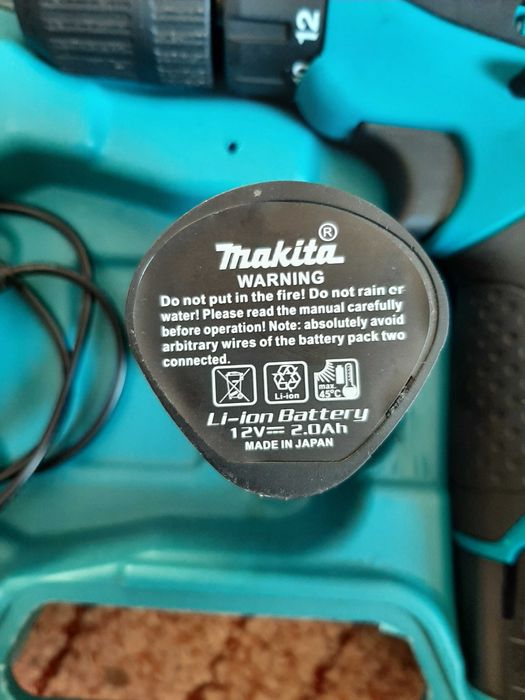 12
makita®
WARNING
Do not put in the fire! Do not rain or
water! Please read the manual carefully
before operation! Note: absolutely avoid
arbitrary wires of the battery pack two
connected.
Li-ion
max.
45°C
Li-ion Battery
12V⎓ 2.0Ah
MADE IN JAPAN